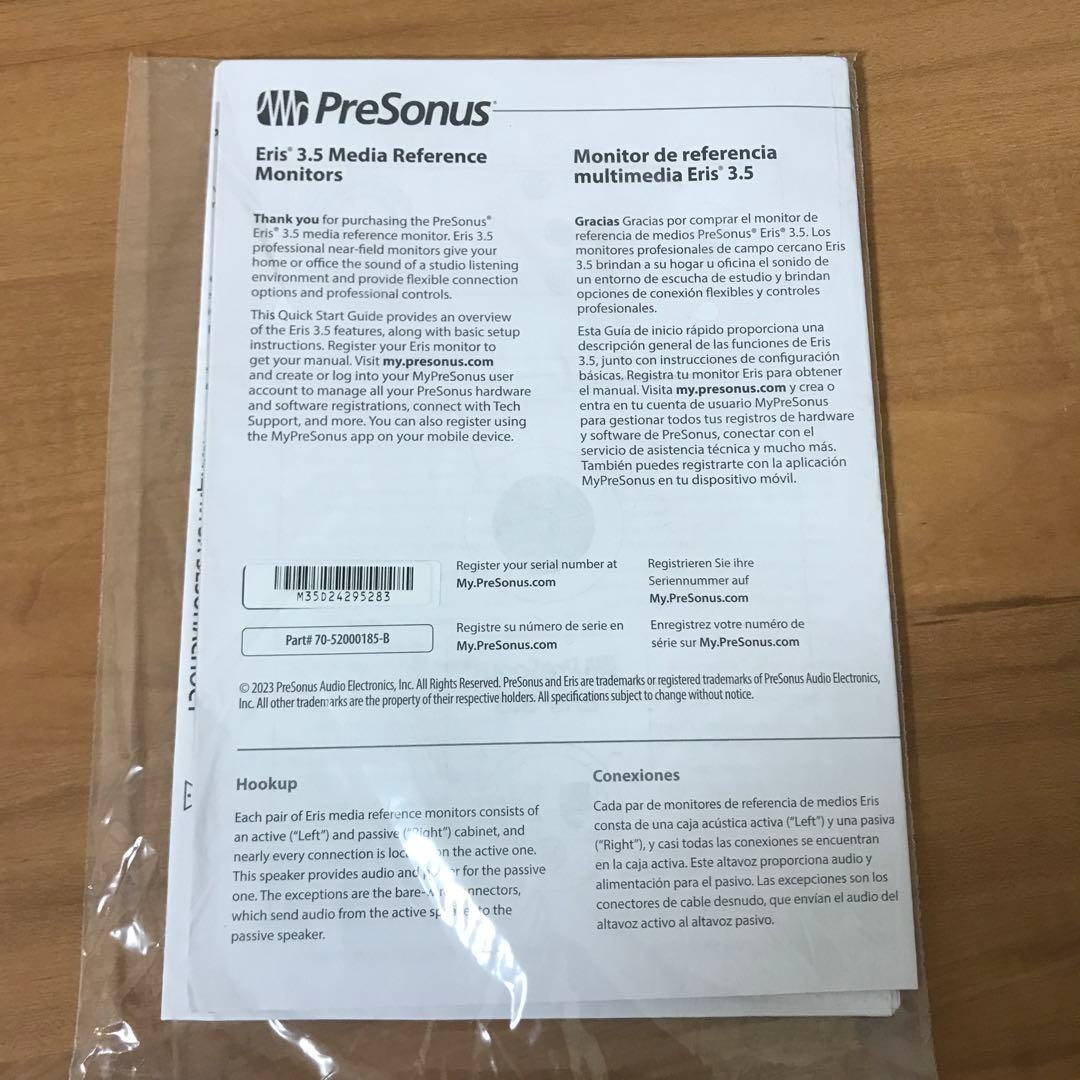 PreSonus
Eris® 3.5 Media Reference
Monitors
Thank you for purchasing the PreSonus®
Eris® 3.5 media reference monitor. Eris 3.5
professional near-field monitors give your
home or office the sound of a studio listening
environment and provide flexible connection
options and professional controls.
This Quick Start Guide provides an overview
of the Eris 3.5 features, along with basic setup
instructions. Register your Eris monitor to
get your manual. Visit my.presonus.com
and create or log into your MyPreSonus user
account to manage all your PreSonus hardware
and software registrations, connect with Tech
Support, and more. You can also register using
the MyPreSonus app on your mobile device.
Monitor de referencia
multimedia Eris® 3.5
Gracias Gracias por comprar el monitor de
referencia de medios PreSonus® Eris® 3.5. Los
monitores profesionales de campo cercano Eris
3.5 brindan a su hogar u oficina el sonido de
un entorno de escucha de estudio y brindan
opciones de conexión flexibles y controles
profesionales.
Esta Guía de inicio rápido proporciona una
descripción general de las funciones de Eris
3.5, junto con instrucciones de configuración
básicas. Registra tu monitor Eris para obtener
el manual. Visita my.presonus.com y crea o
entra en tu cuenta de usuario MyPreSonus
para gestionar todos tus registros de hardware
y software de PreSonus, conectar con el
servicio de asistencia técnica y mucho más.
También puedes registrarte con la aplicación
MyPreSonus en tu dispositivo móvil.
M35D24295283
Part# 70-52000185-B
Register your serial number at
My.PreSonus.com
Registrieren Sie ihre
Seriennummer auf
My.PreSonus.com
Registre su número de serie en
My.PreSonus.com
Enregistrez votre numéro de
série sur My.PreSonus.com
© 2023 PreSonus Audio Electronics, Inc. All Rights Reserved. PreSonus and Eris are trademarks or registered trademarks of PreSonus Audio Electronics,
Inc. All other trademarks are the property of their respective holders. All specifications subject to change without notice.
Hookup
Each pair of Eris media reference monitors consists of
an active (“Left”) and passive (“Right”) cabinet, and
nearly every connection is on the active one.
This speaker provides audio and for the passive
one. The exceptions are the
which send audio from the active to the
passive speaker.
Conexiones
Cada par de monitores de referencia de medios Eris
consta de una caja acústica activa (“Left”) y una pasiva
(“Right”), y casi todas las conexiones se encuentran
en la caja activa. Este altavoz proporciona audio y
alimentación para el pasivo. Las excepciones son los
conectores de cable desnudo, que envían el audio del
altavoz activo al altavoz pasivo.